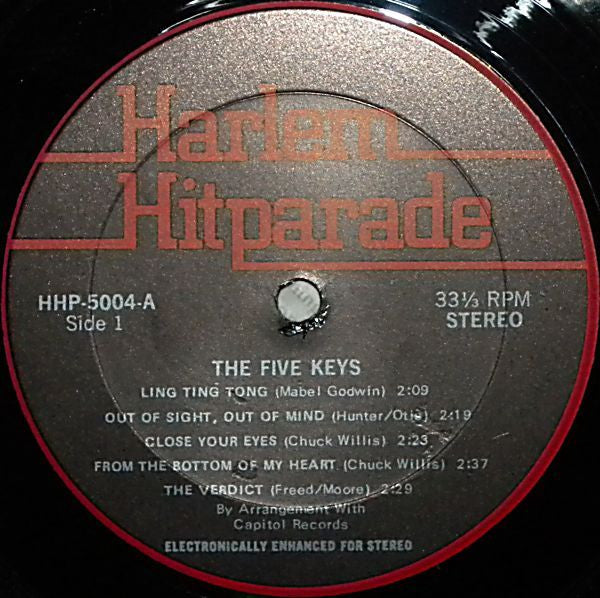 Harlem
Hitparade
HHP-5004-A
Side 1
33⅓ RPM
STEREO
THE FIVE KEYS
LING TING TONG (Mabel Godwin) 2:09
OUT OF SIGHT, OUT OF MIND (Hunter/Otis) 2:19
CLOSE YOUR EYES (Chuck Willis) 2:23
FROM THE BOTTOM OF MY HEART (Chuck Willis) 2:37
THE VERDICT (Freed/Moore) 2:29
By Arrangement With
Capitol Records
ELECTRONICALLY ENHANCED FOR STEREO